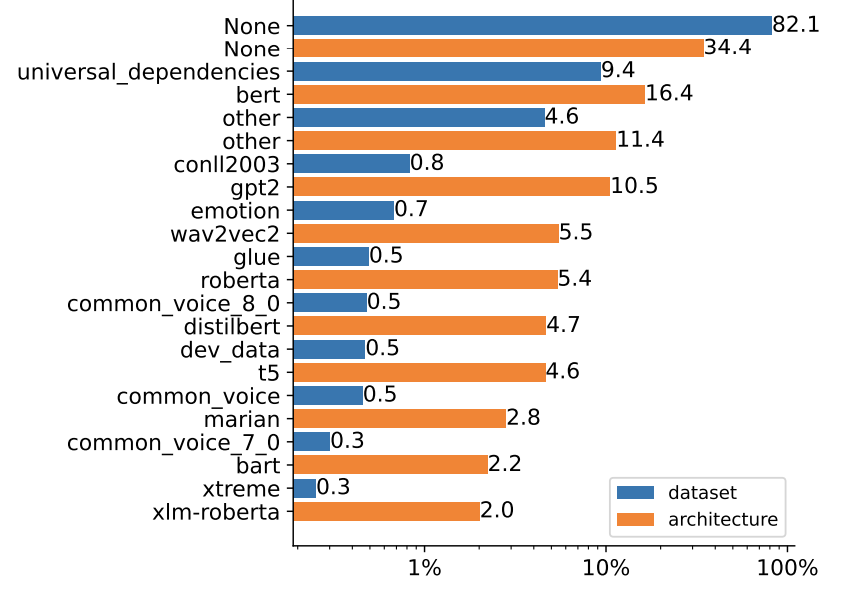 None 82.1
None 34.4
universal_dependencies 9.4
bert 16.4
other 4.6
other 11.4
conll2003 0.8
gpt2 10.5
emotion 0.7
wav2vec2 5.5
glue 0.5
roberta 5.4
common_voice_8_0 0.5
distilbert 4.7
dev_data 0.5
t5 4.6
common_voice 0.5
marian 2.8
common_voice_7_0 0.3
bart 2.2
xtreme 0.3
xlm-roberta 2.0
dataset
architecture
1% 10% 100%